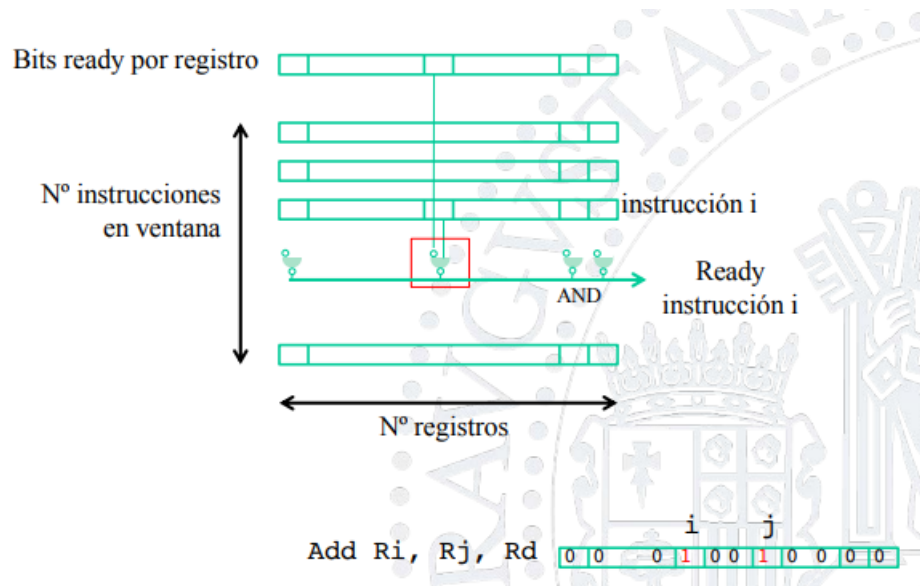 Bits ready por registro
Nº instrucciones
en ventana
instrucción i
Ready
instrucción i
AND
Nº registros
i j
Add Ri, Rj, Rd 0 0 0 1 0 0 1 0 0 0 0